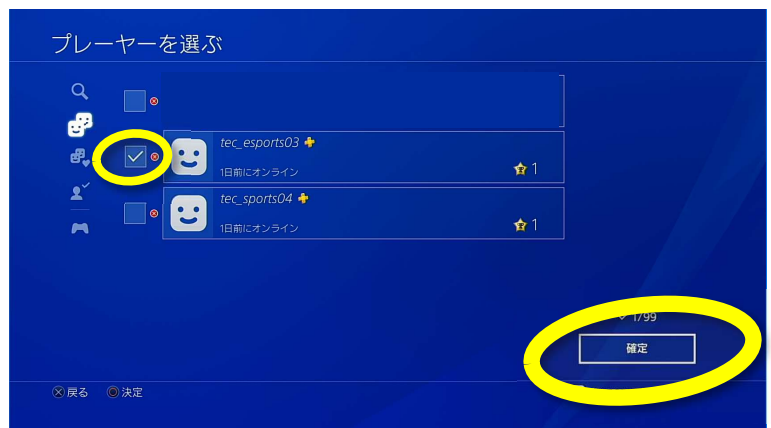 プレーヤーを選ぶ
tec_esports03
1日前にオンライン
1
tec_sports04
1日前にオンライン
1
1/99
確定
戻る 決定